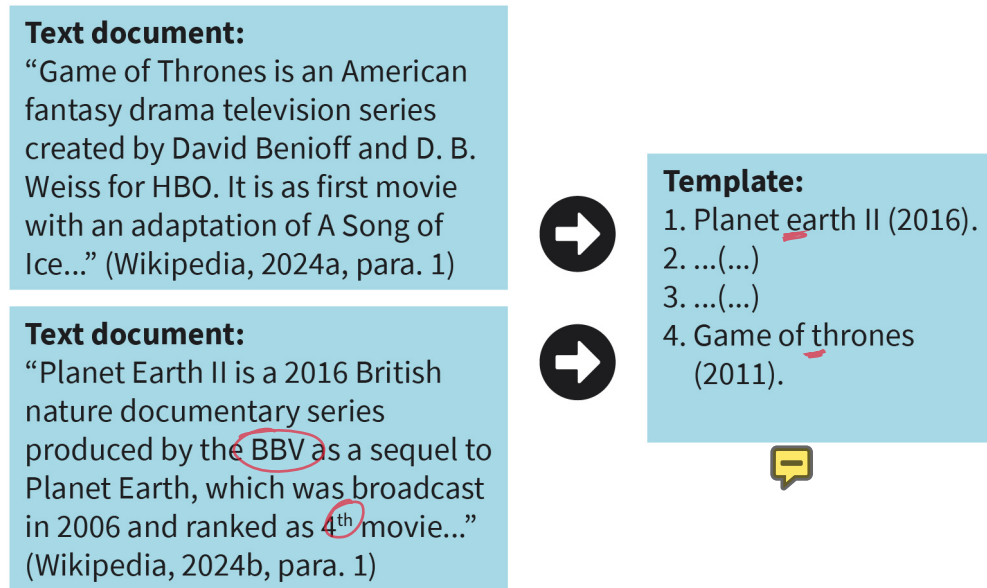 Text document:
“Game of Thrones is an American
fantasy drama television series
created by David Benioff and D. B.
Weiss for HBO. It is as first movie
with an adaptation of A Song of
Ice...” (Wikipedia, 2024a, para. 1)
Text document:
“Planet Earth II is a 2016 British
nature documentary series
produced by the BBV as a sequel to
Planet Earth, which was broadcast
in 2006 and ranked as 4th movie...”
(Wikipedia, 2024b, para. 1)
Template:
1. Planet earth II (2016).
2. ...(...)
3. ...(...)
4. Game of thrones
(2011).